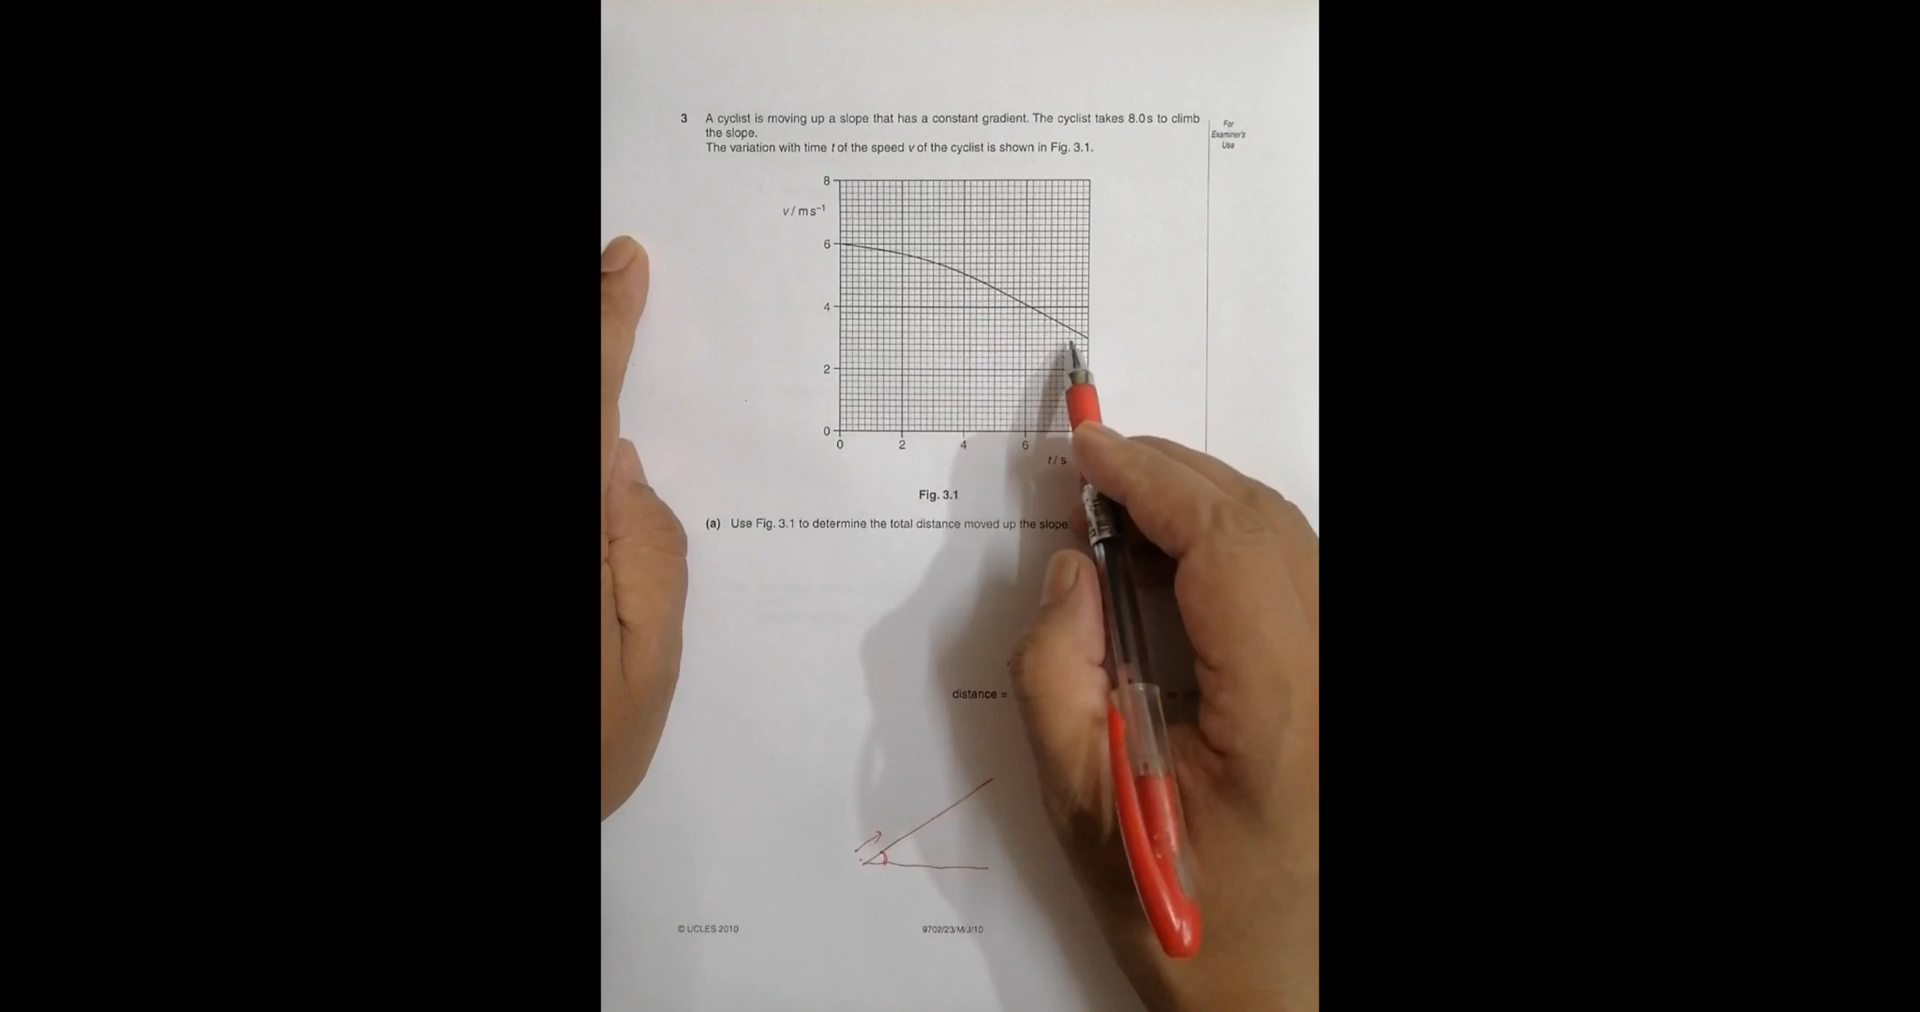 3 A cyclist is moving up a slope that has a constant gradient. The cyclist takes 8.0 s to climb
the slope.
The variation with time t of the speed v of the cyclist is shown in Fig. 3.1.
For
Examiner's
Use
8
v / m s⁻¹
6
4
2
0
0 2 4 6
t / s
Fig. 3.1
(a) Use Fig. 3.1 to determine the total distance moved up the slope
distance =
© UCLES 2010
9702/23/M/J/10